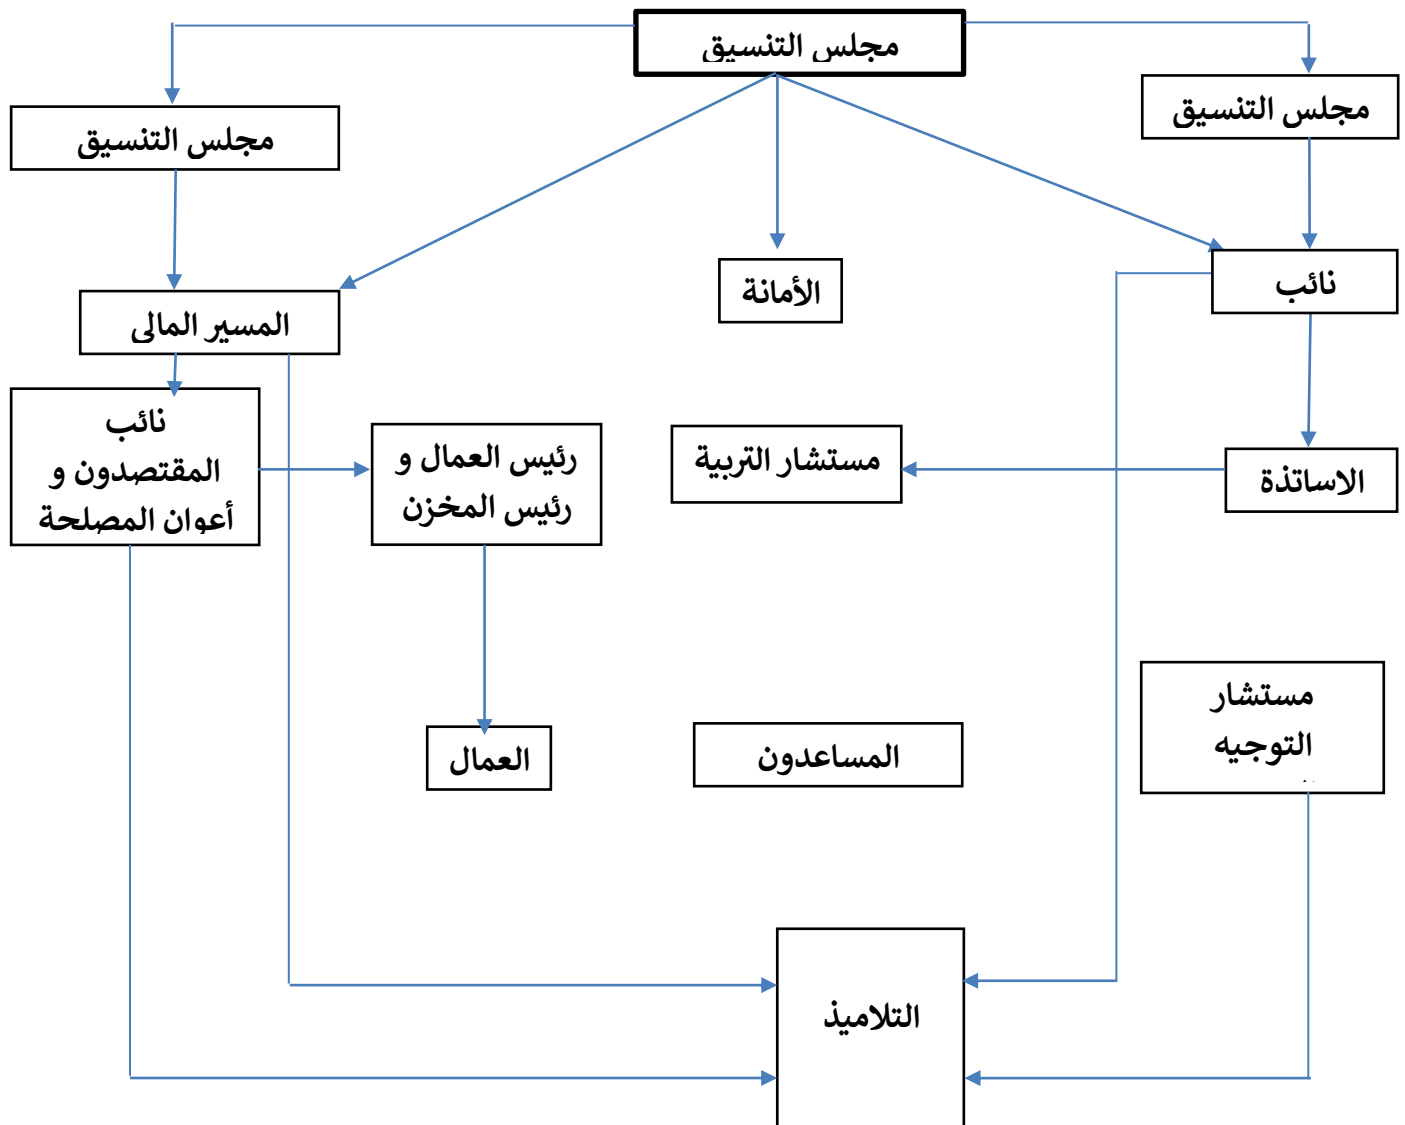 مجلس التنسيق
مجلس التنسيق
مجلس التنسيق
الأمانة
نائب
المسير المالي
نائب
المقتصدون و
أعوان المصلحة
رئيس العمال و
رئيس المخزن
مستشار التربية
الاساتذة
مستشار
التوجيه
المساعدون
العمال
التلاميذ